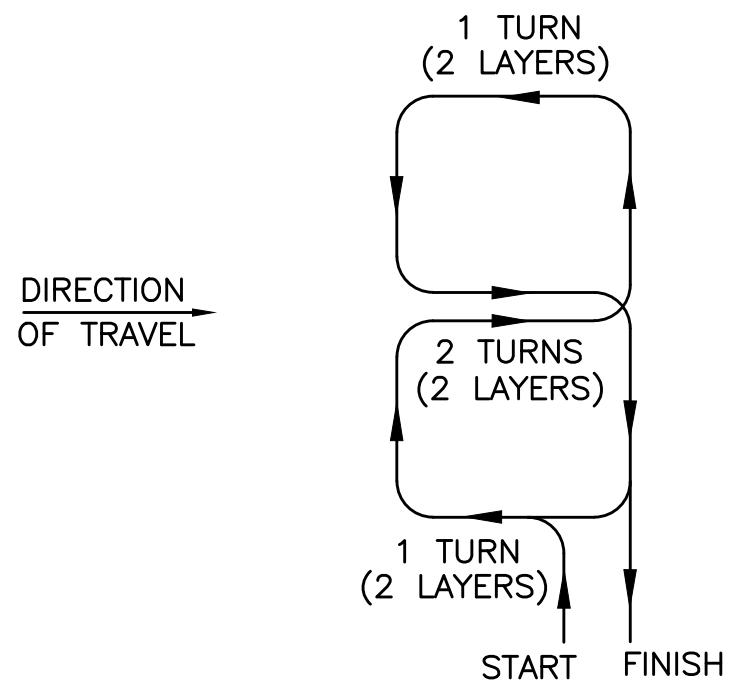 1 TURN
(2 LAYERS)
DIRECTION
OF TRAVEL
2 TURNS
(2 LAYERS)
1 TURN
(2 LAYERS)
START
FINISH